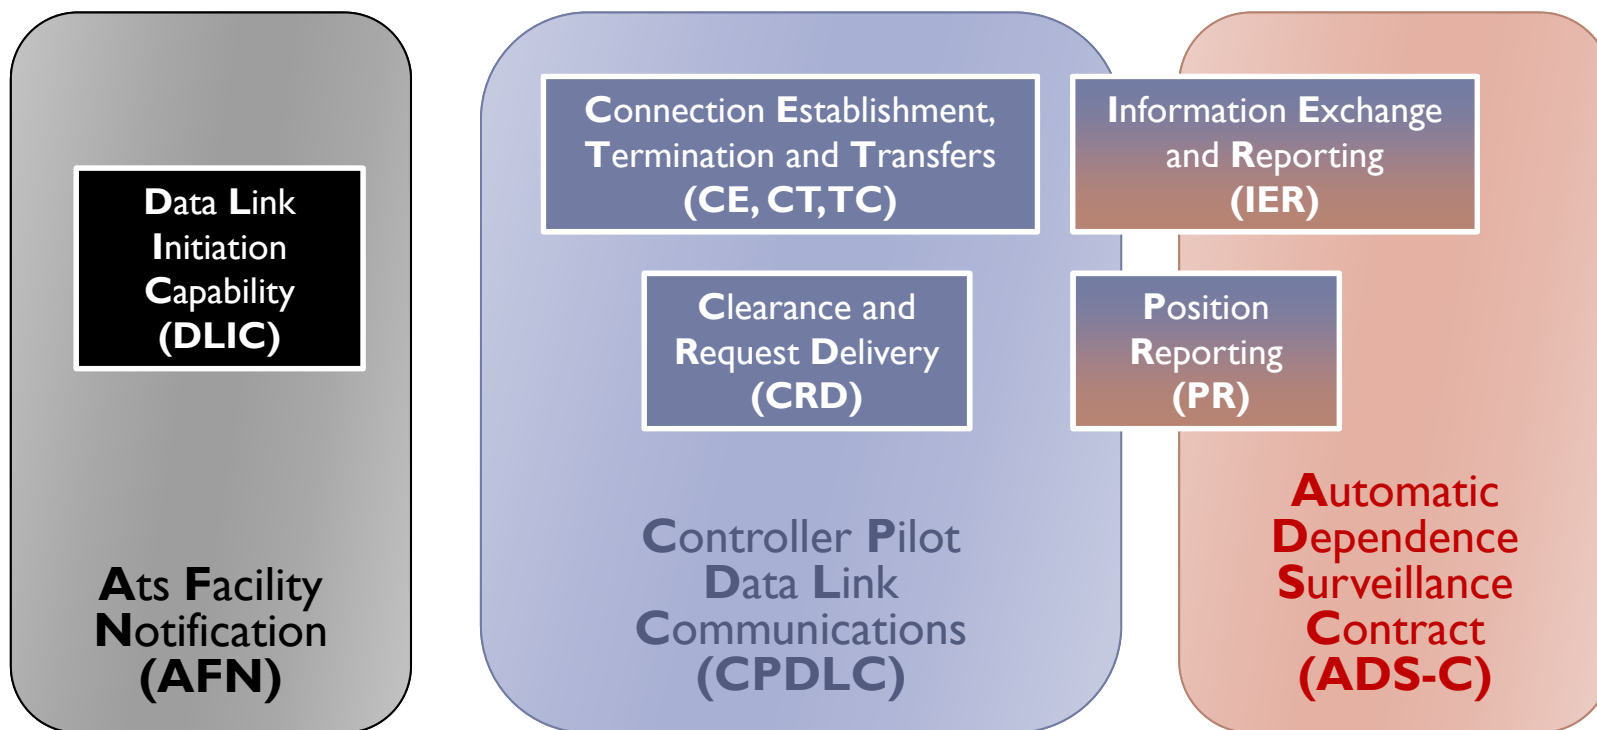 Data Link
Initiation
Capability
(DLIC)
Ats Facility
Notification
(AFN)
Connection Establishment,
Termination and Transfers
(CE, CT, TC)
Clearance and
Request Delivery
(CRD)
Controller Pilot
Data Link
Communications
(CPDLC)
Information Exchange
and Reporting
(IER)
Position
Reporting
(PR)
Automatic
Dependence
Surveillance
Contract
(ADS-C)